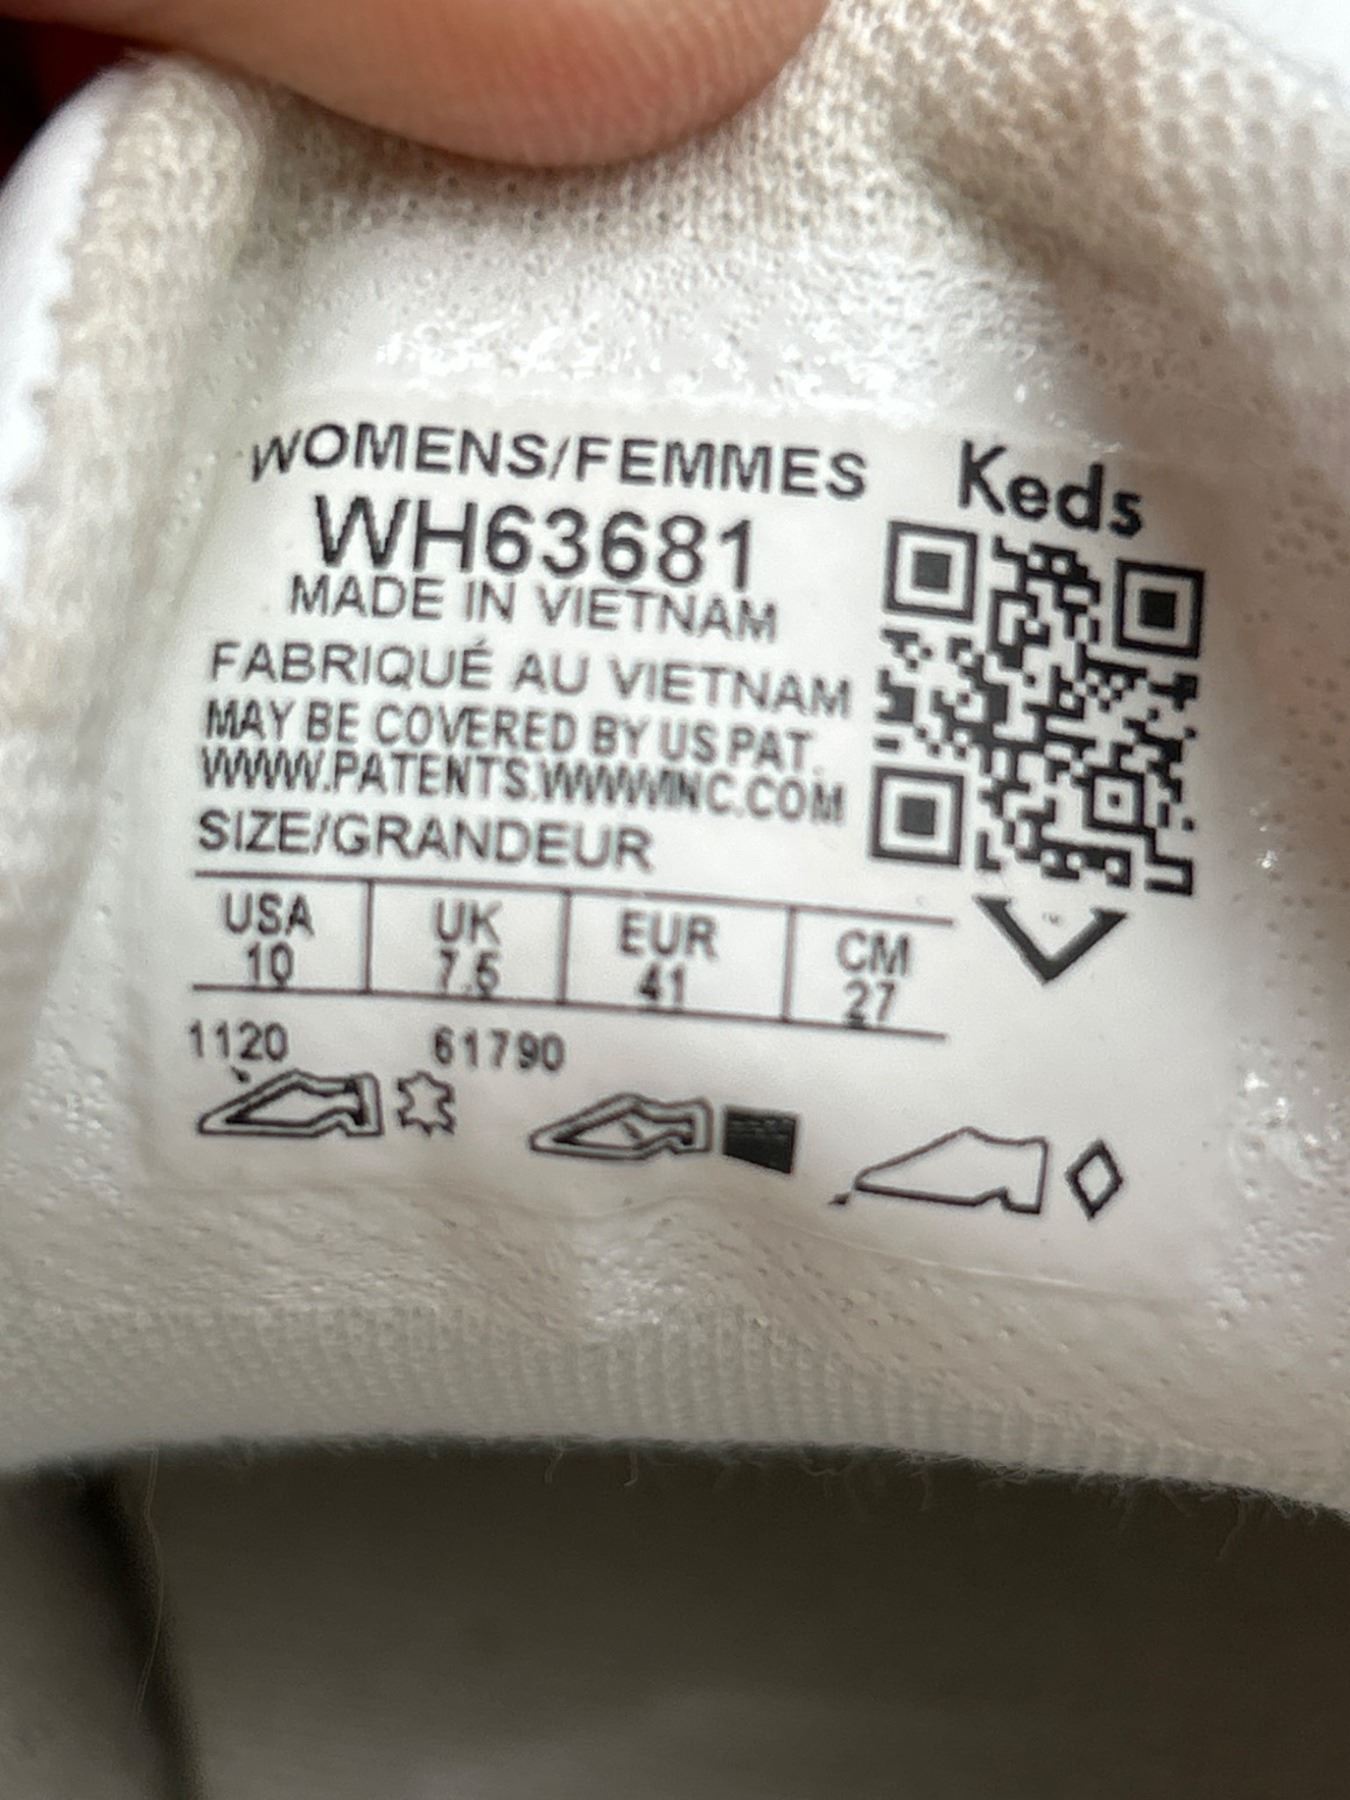 WOMENS/FEMMES
Keds
WH63681
MADE IN VIETNAM
FABRIQUÉ AU VIETNAM
MAY BE COVERED BY US PAT.
WWW.PATENTS.WWWINC.COM
SIZE/GRANDEUR
USA UK EUR CM
10 7.5 41 27
1120 61790